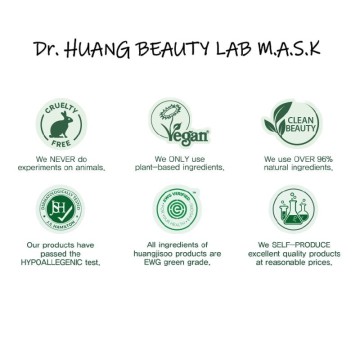 Dr. HUANG BEAUTY LAB M.A.S.K
CRUELTY
FREE
Vegan
CLEAN
BEAUTY
We NEVER do
experiments on animals.
We ONLY use
plant-based ingredients.
We use OVER 96%
natural ingredients.
EWG VERIFIED
Our products have
passed the
HYPOALLEGENIC test.
All ingredients of
huangjisoo products are
EWG green grade.
We SELF-PRODUCE
excellent quality products
at reasonable prices.